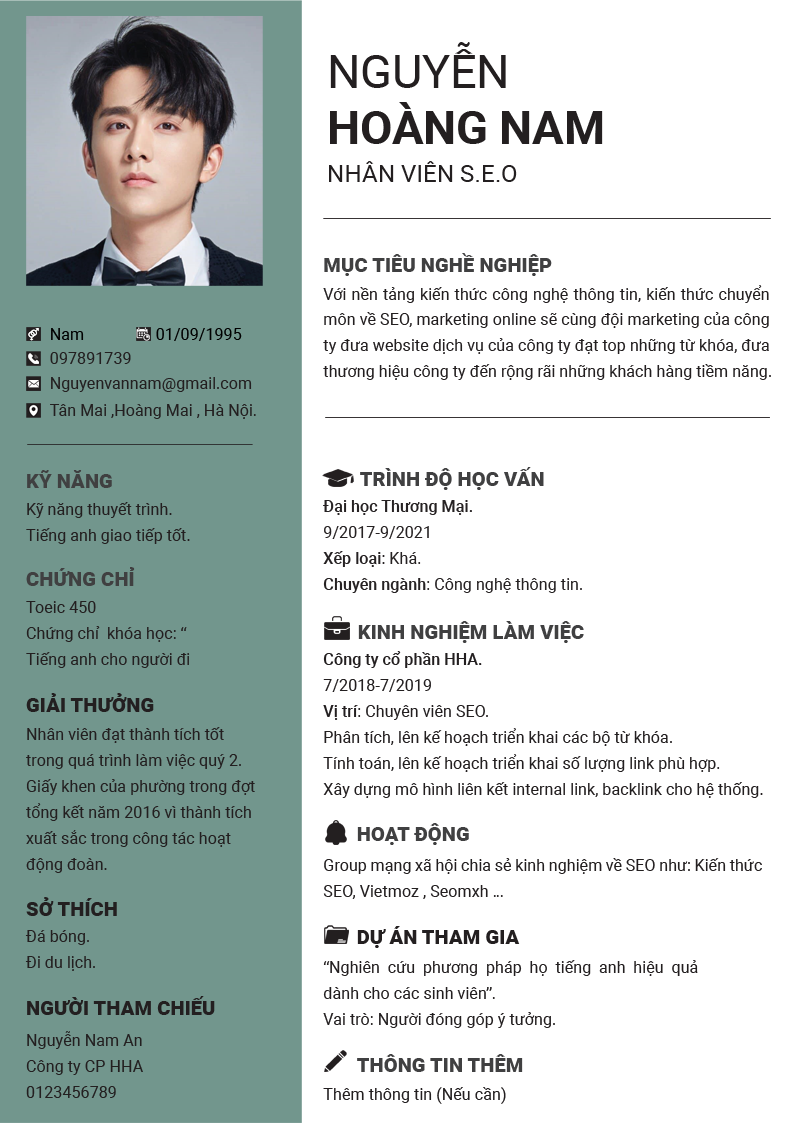 NGUYỄN
HOÀNG NAM
NHÂN VIÊN S.E.O
Nam 01/09/1995
097891739
Nguyenvannam@gmail.com
Tân Mai ,Hoàng Mai , Hà Nội.
KỸ NĂNG
Kỹ năng thuyết trình.
Tiếng anh giao tiếp tốt.
CHỨNG CHỈ
Toeic 450
Chứng chỉ  khóa học: “
Tiếng anh cho người đi
GIẢI THƯỞNG
Nhân viên đạt thành tích tốt
trong quá trình làm việc quý 2.
Giấy khen của phường trong đợt
tổng kết năm 2016 vì thành tích
xuất sắc trong công tác hoạt
động đoàn.
SỞ THÍCH
Đá bóng.
Đi du lịch.
NGƯỜI THAM CHIẾU
Nguyễn Nam An
Công ty CP HHA
0123456789
MỤC TIÊU NGHỀ NGHIỆP
Với nền tảng kiến thức công nghệ thông tin, kiến thức chuyển
môn về SEO, marketing online sẽ cùng đội marketing của công
ty đưa website dịch vụ của công ty đạt top những từ khóa, đưa
thương hiệu công ty đến rộng rãi những khách hàng tiềm năng.
TRÌNH ĐỘ HỌC VẤN
Đại học Thương Mại.
9/2017-9/2021
Xếp loại: Khá.
Chuyên ngành: Công nghệ thông tin.
KINH NGHIỆM LÀM VIỆC
Công ty cổ phần HHA.
7/2018-7/2019
Vị trí: Chuyên viên SEO.
Phân tích, lên kế hoạch triển khai các bộ từ khóa.
Tính toán, lên kế hoạch triển khai số lượng link phù hợp.
Xây dựng mô hình liên kết internal link, backlink cho hệ thống.
HOẠT ĐỘNG
Group mạng xã hội chia sẻ kinh nghiệm về SEO như: Kiến thức
SEO, Vietmoz , Seomxh ...
DỰ ÁN THAM GIA
“Nghiên cứu phương pháp họ tiếng anh hiệu quả
dành cho các sinh viên”.
Vai trò: Người đóng góp ý tưởng.
THÔNG TIN THÊM
Thêm thông tin (Nếu cần)